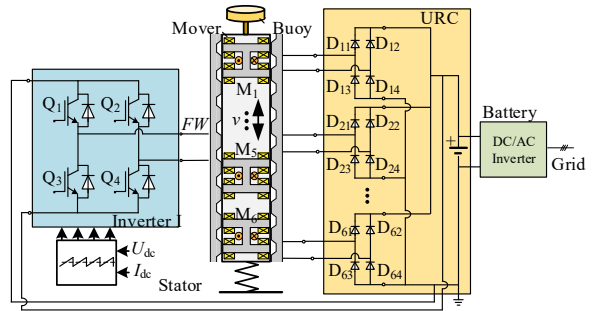 Mover
Buoy
URC
D11
D12
Q1
Q2
M1
D13
D14
Battery
FW
v
D21
D22
+
DC/AC
Inverter
M5
D23
D24
Grid
Q3
Q4
M6
Inverter I
D61
D62
Udc
Idc
D63
D64
Stator